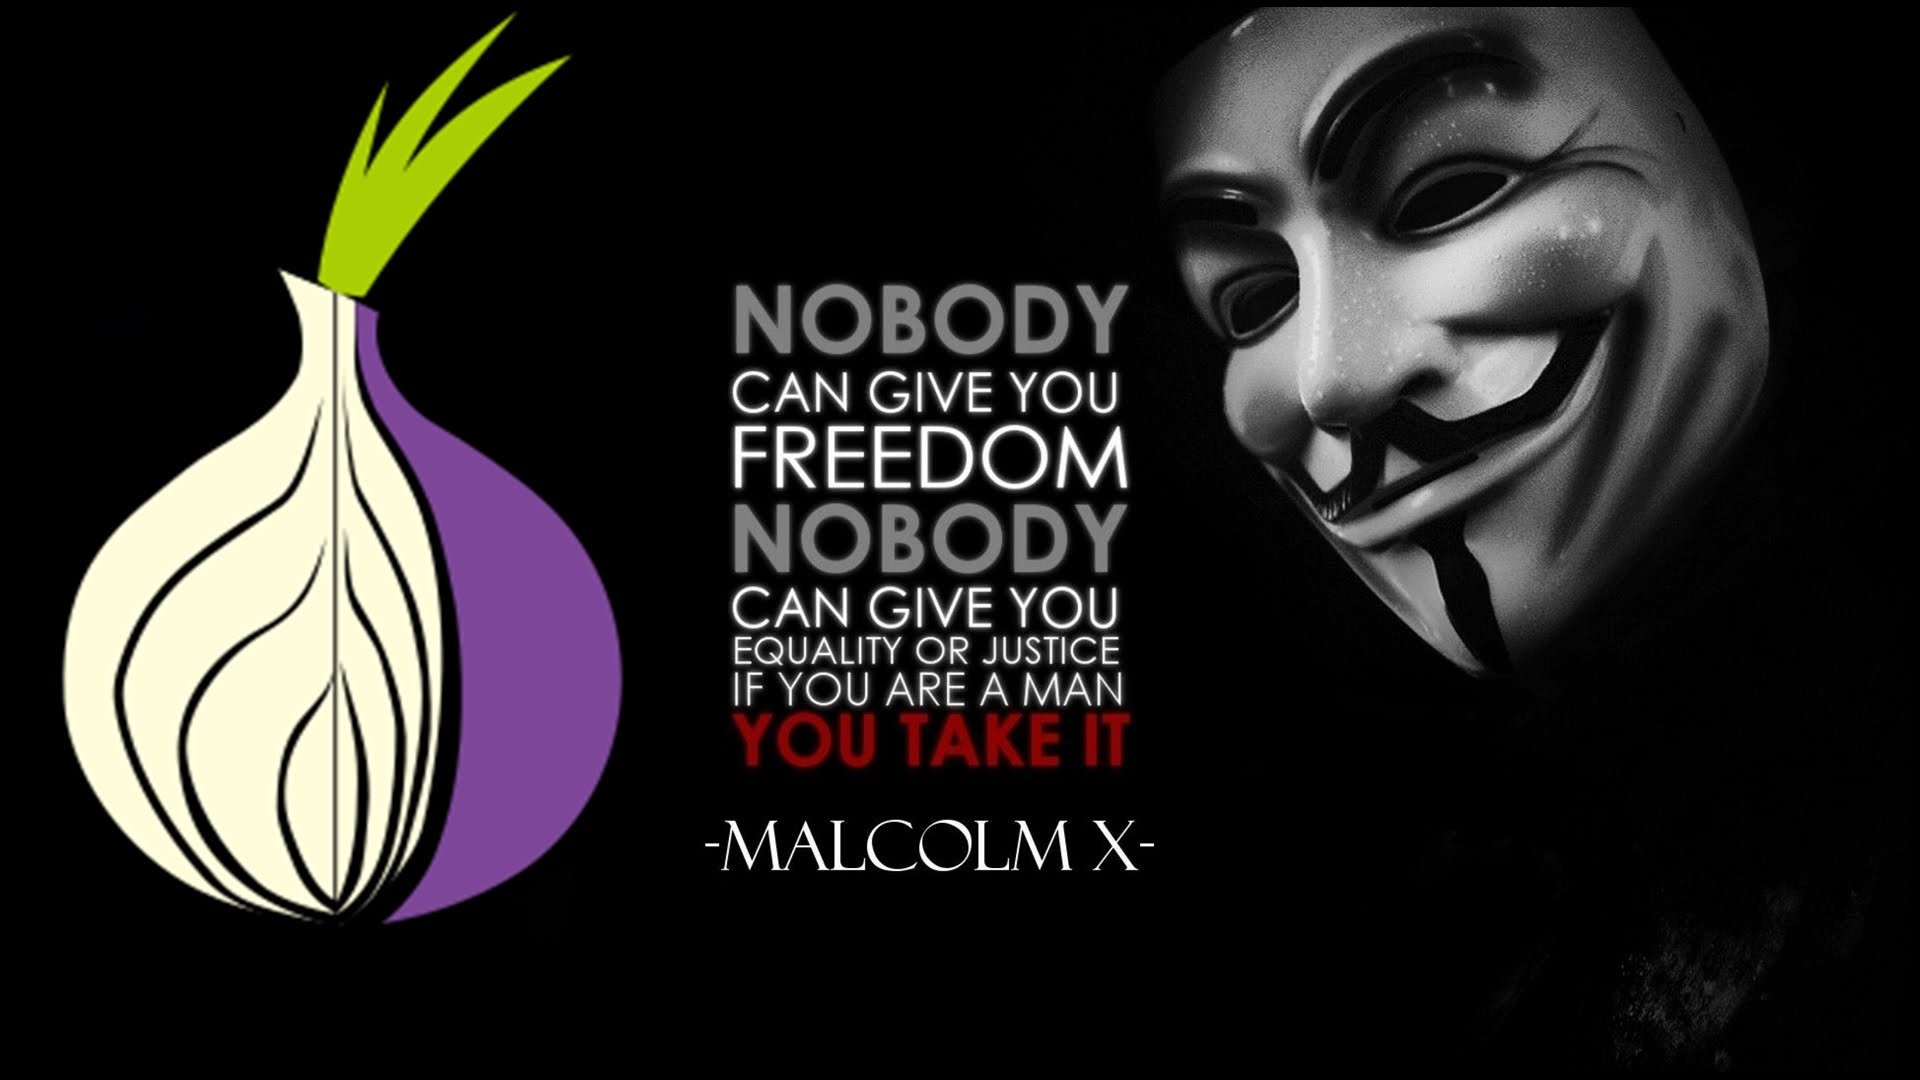 NOBODY
CAN GIVE YOU
FREEDOM
NOBODY
CAN GIVE YOU
EQUALITY OR JUSTICE
IF YOU ARE A MAN
YOU TAKE IT
-MALCOLM X-